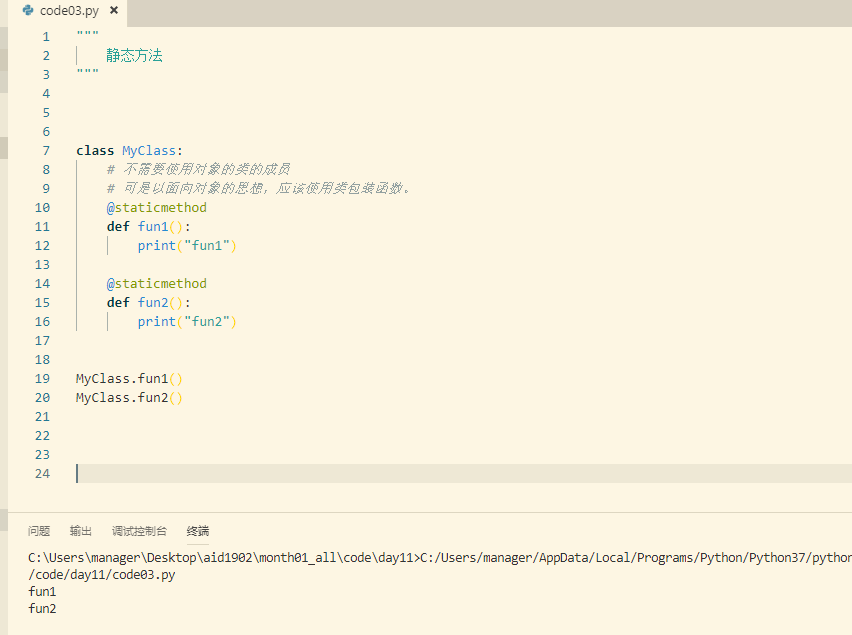 code03.py ×
1 """
2     静态方法
3 """
4
5
6
7 class MyClass:
8     # 不需要使用对象的类的成员
9     # 可是以面向对象的思想，应该使用类包装函数。
10     @staticmethod
11     def fun1():
12         print("fun1")
13
14     @staticmethod
15     def fun2():
16         print("fun2")
17
18
19 MyClass.fun1()
20 MyClass.fun2()
21
22
23
24
问题 输出 调试控制台 终端
C:\Users\manager\Desktop\aid1902\month01_all\code\day11>C:/Users/manager/AppData/Local/Programs/Python/Python37/python
/code/day11/code03.py
fun1
fun2